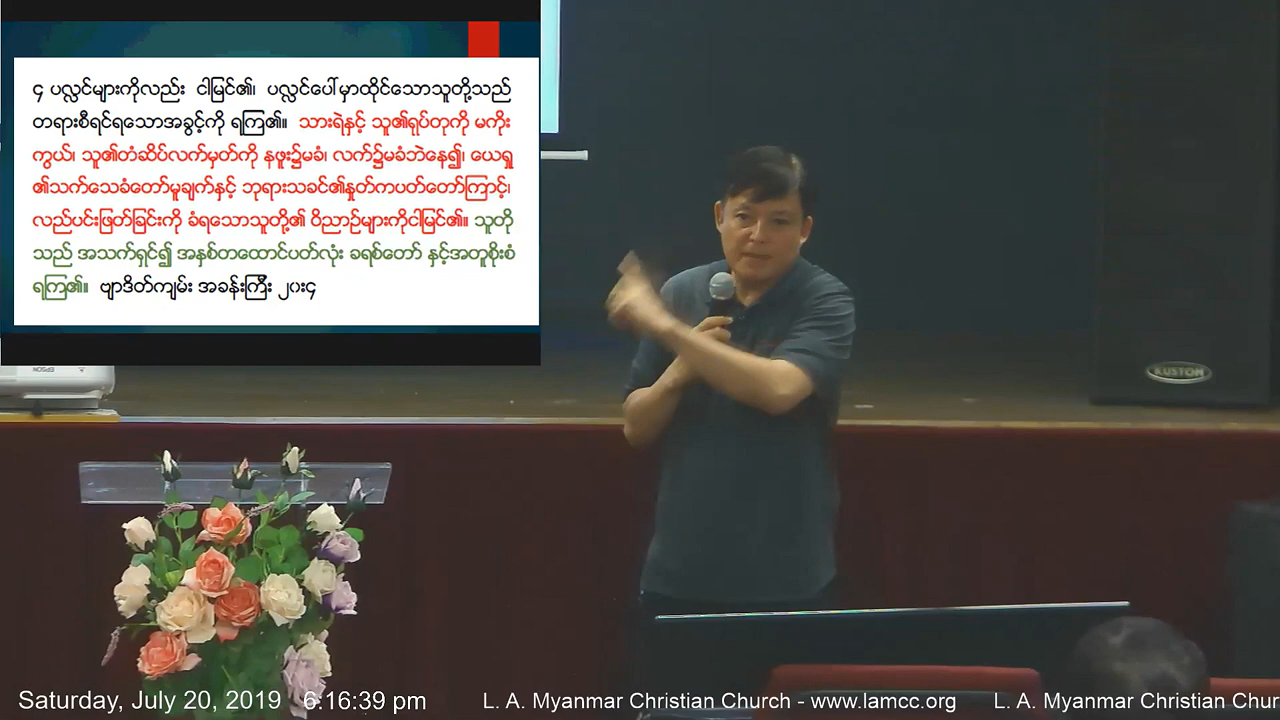 ၄ ပလ္လင်များကိုလည်း ငါမြင်၏၊ ပလ္လင်ပေါ်မှာထိုင်သောသူတို့သည်
တရားစီရင်ရသောအခွင့်ကို ရကြ၏။ သားရဲနှင့် သူ၏ရုပ်တုကို မကိုး
ကွယ်၊ သူ၏တံဆိပ်လက်မှတ်ကို နဖူး၌မခံ၊ လက်၌မခံဘဲနေ၍၊ ယေရှု
၏သက်သေခံတော်မူချက်နှင့် ဘုရားသခင်၏နှုတ်ကပတ်တော်ကြောင့်၊
လည်ပင်းဖြတ်ခြင်းကို ခံရသောသူတို့၏ ဝိညာဉ်များကိုငါမြင်၏။ သူတို
သည် အသက်ရှင်၍ အနှစ်တထောင်ပတ်လုံး ခရစ်တော် နှင့်အတူစိုးစံ
ရကြ၏။ ဗျာဒိတ်ကျမ်း အခန်းကြီး ၂၀း၄
EPSON
KUSTOM
Saturday, July 20, 2019 6:16:39 pm L. A. Myanmar Christian Church - www.lamcc.org L. A. Myanmar Christian Chur